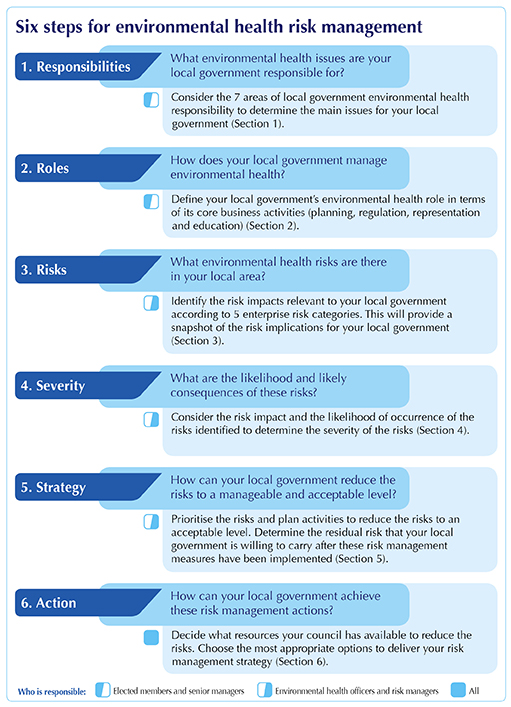 Six steps for environmental health risk management
1. Responsibilities
What environmental health issues are your
local government responsible for?
Consider the 7 areas of local government environmental health
responsibility to determine the main issues for your local
government (Section 1).
2. Roles
How does your local government manage
environmental health?
Define your local government's environmental health role in terms
of its core business activities (planning, regulation, representation
and education) (Section 2).
3. Risks
What environmental health risks are there
in your local area?
Identify the risk impacts relevant to your local government
according to 5 enterprise risk categories. This will provide a
snapshot of the risk implications for your local government
(Section 3).
4. Severity
What are the likelihood and likely
consequences of these risks?
Consider the risk impact and the likelihood of occurrence of the
risks identified to determine the severity of the risks (Section 4).
5. Strategy
How can your local government reduce the
risks to a manageable and acceptable level?
Prioritise the risks and plan activities to reduce the risks to an
acceptable level. Determine the residual risk that your local
government is willing to carry after these risk management
measures have been implemented (Section 5).
6. Action
How can your local government achieve
these risk management actions?
Decide what resources your council has available to reduce the
risks. Choose the most appropriate options to deliver your risk
management strategy (Section 6).
Who is responsible: Elected members and senior managers Environmental health officers and risk managers All